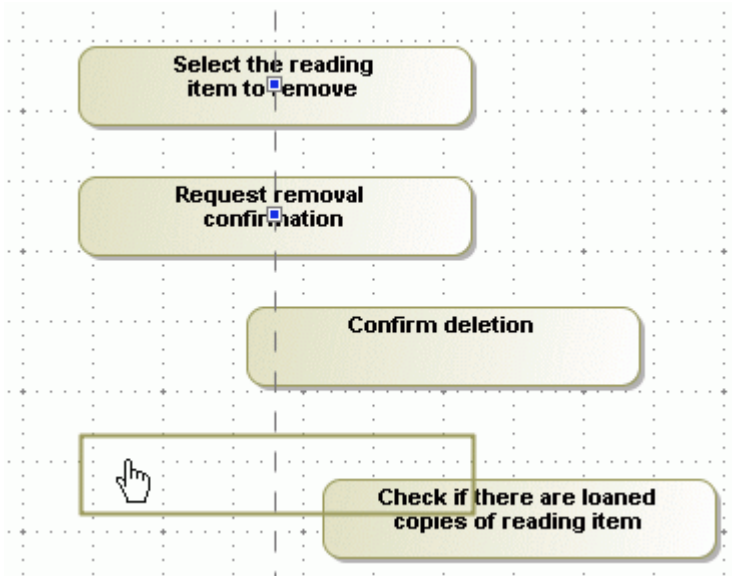 Select the reading
item to remove
Request removal
confirmation
Confirm deletion
Check if there are loaned
copies of reading item